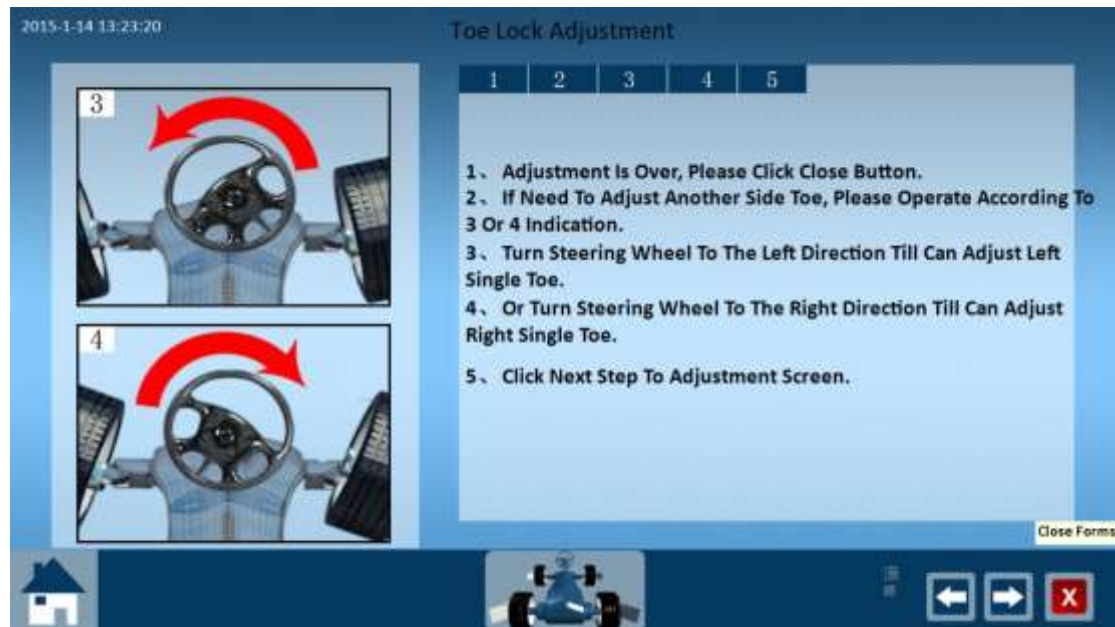 2015-1-14 13:23:20
Toe Lock Adjustment
1 2 3 4 5
3
4
1、 Adjustment Is Over, Please Click Close Button.
2、 If Need To Adjust Another Side Toe, Please Operate According To
3 Or 4 Indication.
3、 Turn Steering Wheel To The Left Direction Till Can Adjust Left
Single Toe.
4、 Or Turn Steering Wheel To The Right Direction Till Can Adjust
Right Single Toe.
5、 Click Next Step To Adjustment Screen.
Close Forms
X